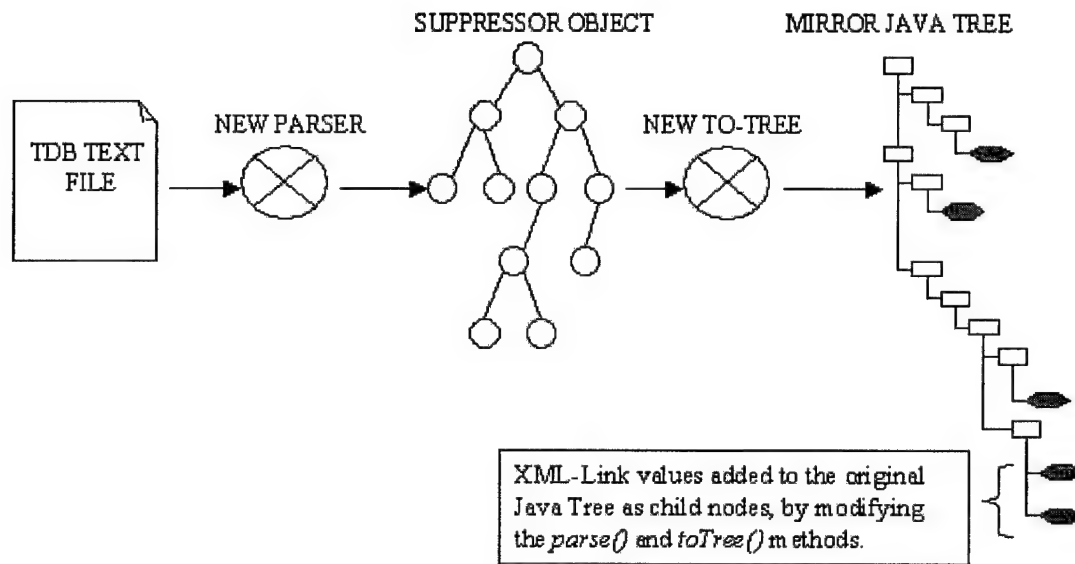 SUPPRESSOR OBJECT
MIRROR JAVA TREE
NEW PARSER
NEW TO-TREE
TDB TEXT
FILE
XML-Link values added to the original
Java Tree as child nodes, by modifying
the parse() and toTree() methods.